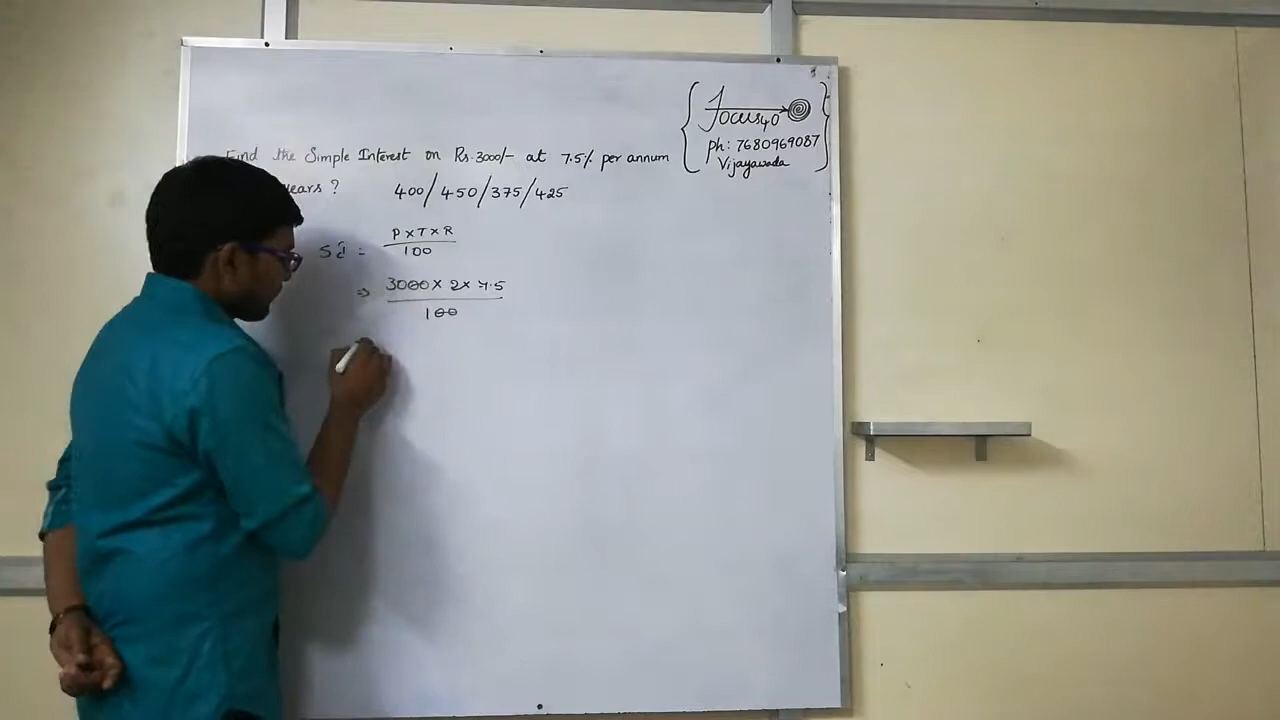 Focus40
ph: 7680969087
Vijayawada
Find the Simple Interest on Rs.3000/- at 7.5% per annum
years ? 400/450/375/425
SI = P×T×R
100
⇒ 3000 × 2 × 7.5
100